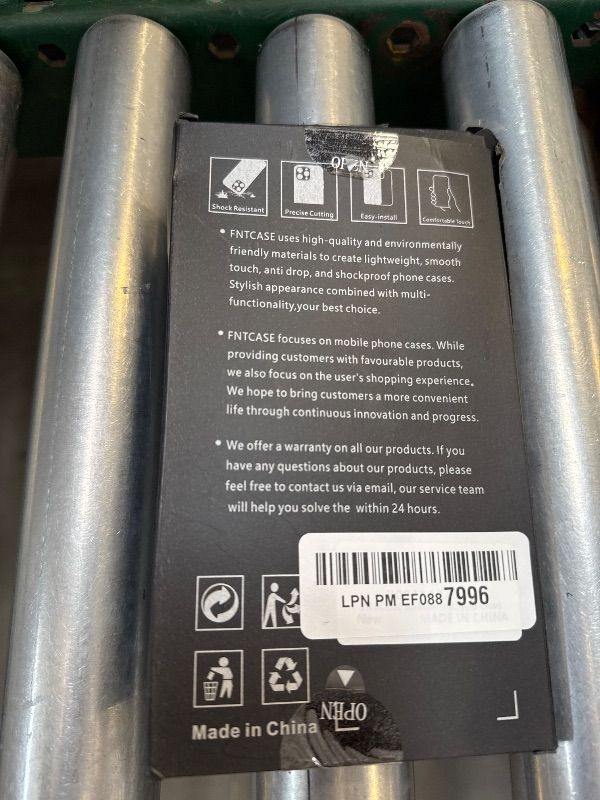 OPEN
Shock Resistant
Precise Cutting
Easy-install
Comfortable Touch
• FNTCASE uses high-quality and environmentally
friendly materials to create lightweight, smooth
touch, anti drop, and shockproof phone cases.
Stylish appearance combined with multi-
functionality,your best choice.
• FNTCASE focuses on mobile phone cases. While
providing customers with favourable products,
we also focus on the user's shopping experience.
We hope to bring customers a more convenient
life through continuous innovation and progress.
• We offer a warranty on all our products. If you
have any questions about our products, please
feel free to contact us via email, our service team
will help you solve the within 24 hours.
LPN PM EF088 7996
New
MADE IN CHINA
OPEN
Made in China